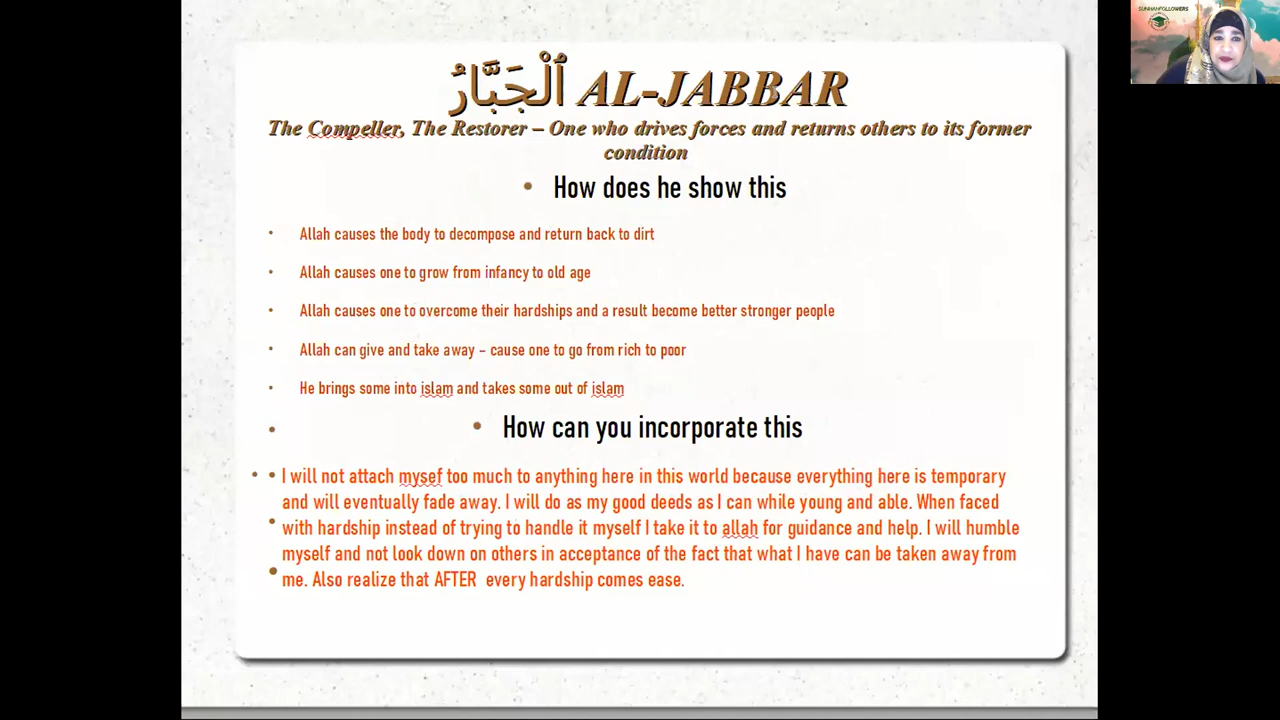 SUNNAHFOLLOWERS
ٱلْجَبَّارُ AL-JABBAR
The Compeller, The Restorer – One who drives forces and returns others to its former
condition
• How does he show this
• Allah causes the body to decompose and return back to dirt
• Allah causes one to grow from infancy to old age
• Allah causes one to overcome their hardships and a result become better stronger people
• Allah can give and take away – cause one to go from rich to poor
• He brings some into islam and takes some out of islam
• How can you incorporate this
• I will not attach mysef too much to anything here in this world because everything here is temporary
and will eventually fade away. I will do as my good deeds as I can while young and able. When faced
with hardship instead of trying to handle it myself I take it to allah for guidance and help. I will humble
myself and not look down on others in acceptance of the fact that what I have can be taken away from
me. Also realize that AFTER every hardship comes ease.